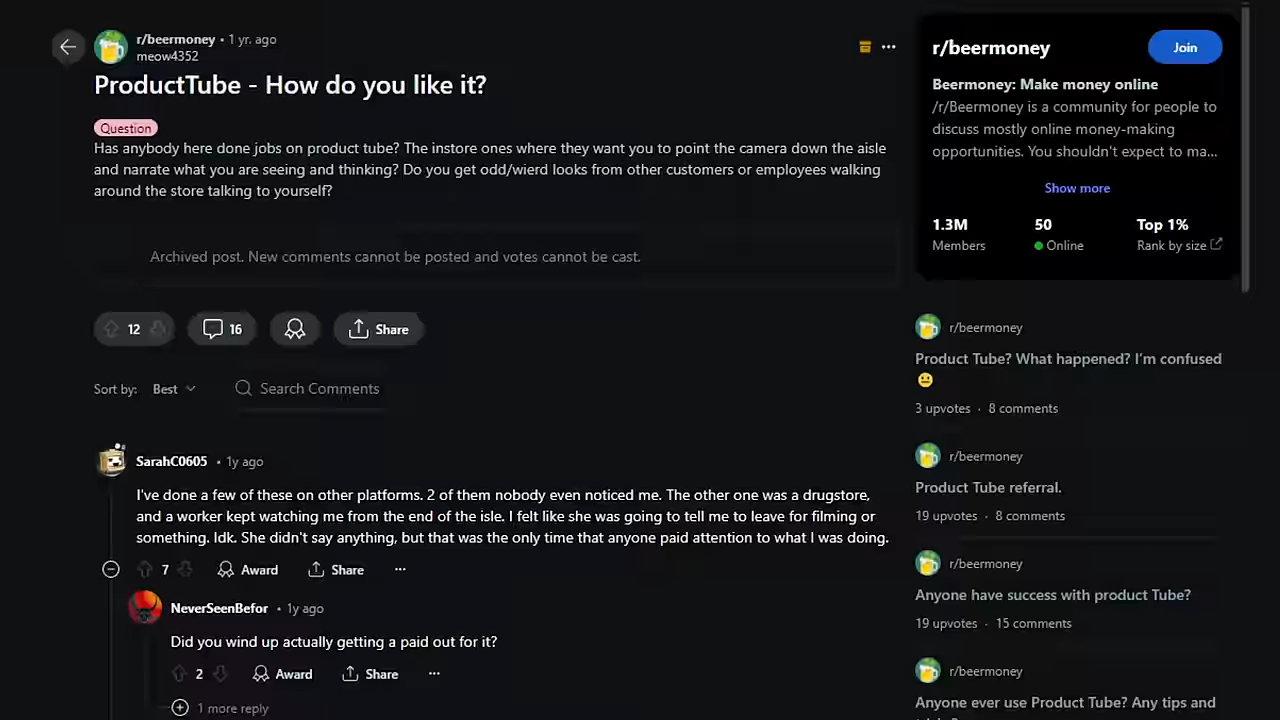 r/beermoney • 1 yr. ago
meow4352
ProductTube - How do you like it?
Question
Has anybody here done jobs on product tube? The instore ones where they want you to point the camera down the aisle
and narrate what you are seeing and thinking? Do you get odd/wierd looks from other customers or employees walking
around the store talking to yourself?
Archived post. New comments cannot be posted and votes cannot be cast.
12
16
Share
Sort by: Best
Search Comments
SarahC0605 • 1y ago
I've done a few of these on other platforms. 2 of them nobody even noticed me. The other one was a drugstore,
and a worker kept watching me from the end of the isle. I felt like she was going to tell me to leave for filming or
something. Idk. She didn't say anything, but that was the only time that anyone paid attention to what I was doing.
7 Award Share
NeverSeenBefor • 1y ago
Did you wind up actually getting a paid out for it?
2 Award Share
1 more reply
r/beermoney
Join
Beermoney: Make money online
/r/Beermoney is a community for people to
discuss mostly online money-making
opportunities. You shouldn't expect to ma...
Show more
1.3M 50 Top 1%
Members Online Rank by size
r/beermoney
Product Tube? What happened? I'm confused
😐
3 upvotes · 8 comments
r/beermoney
Product Tube referral.
19 upvotes · 8 comments
r/beermoney
Anyone have success with product Tube?
19 upvotes · 15 comments
r/beermoney
Anyone ever use Product Tube? Any tips and